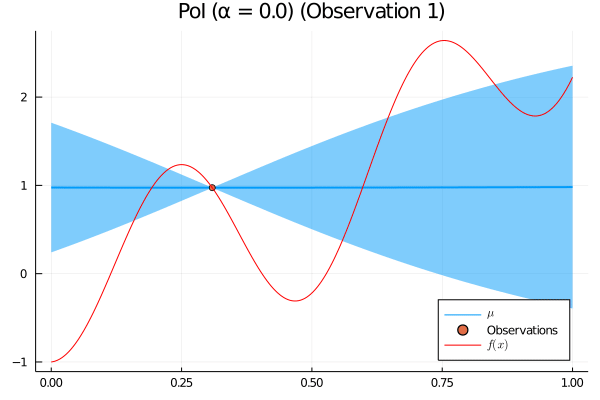 PoI (α = 0.0) (Observation 1)
2
1
0
−1
0.00 0.25 0.50 0.75 1.00
μ
Observations
f(x)